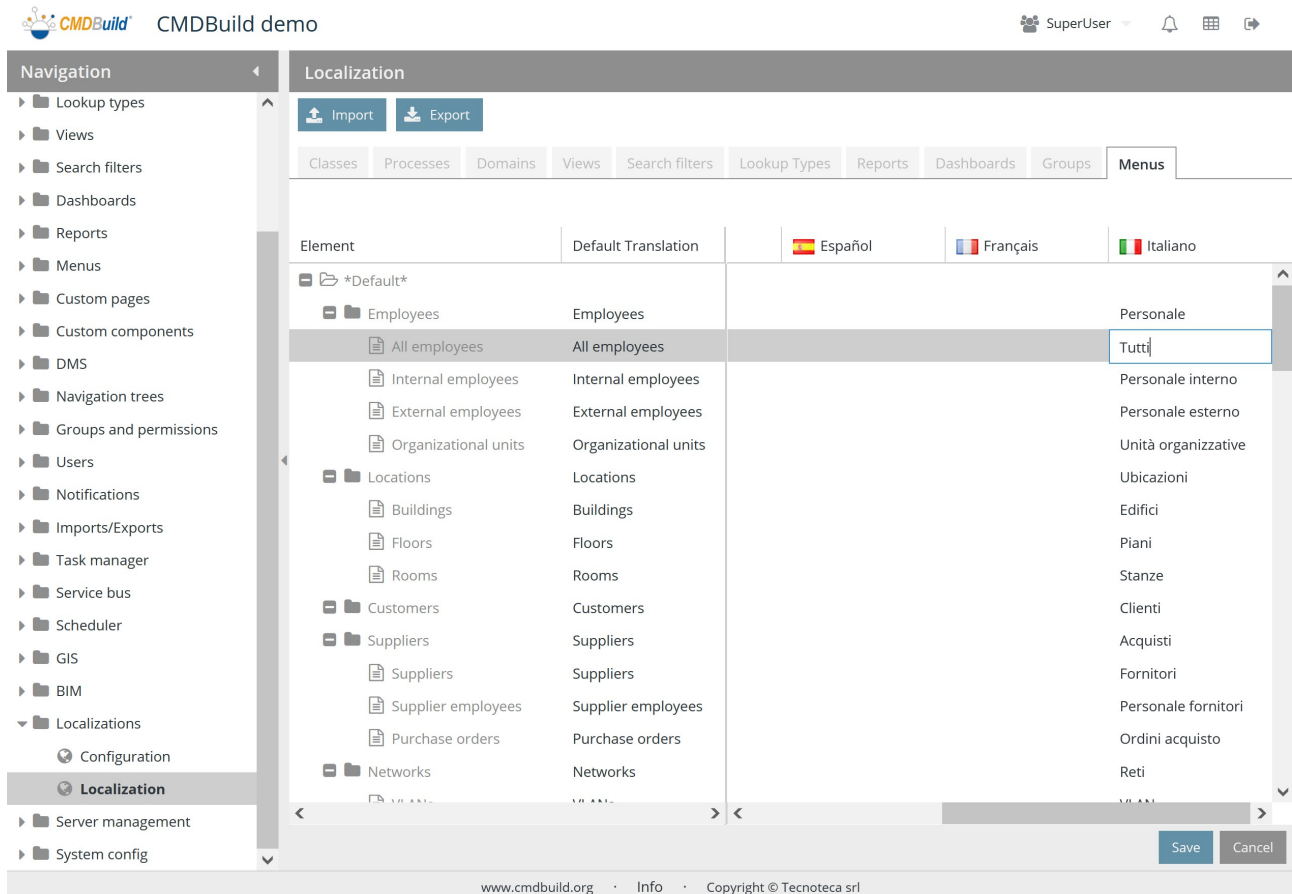 CMDBuild CMDBuild demo SuperUser
Navigation
Lookup types
Views
Search filters
Dashboards
Reports
Menus
Custom pages
Custom components
DMS
Navigation trees
Groups and permissions
Users
Notifications
Imports/Exports
Task manager
Service bus
Scheduler
GIS
BIM
Localizations
Configuration
Localization
Server management
System config
Localization
Import Export
Classes Processes Domains Views Search filters Lookup Types Reports Dashboards Groups Menus
Element Default Translation Español Français Italiano
*Default*
Employees Employees Personale
All employees All employees Tutti
Internal employees Internal employees Personale interno
External employees External employees Personale esterno
Organizational units Organizational units Unità organizzative
Locations Locations Ubicazioni
Buildings Buildings Edifici
Floors Floors Piani
Rooms Rooms Stanze
Customers Customers Clienti
Suppliers Suppliers Acquisti
Suppliers Suppliers Fornitori
Supplier employees Supplier employees Personale fornitori
Purchase orders Purchase orders Ordini acquisto
Networks Networks Reti
Save Cancel
www.cmdbuild.org · Info · Copyright © Tecnoteca srl